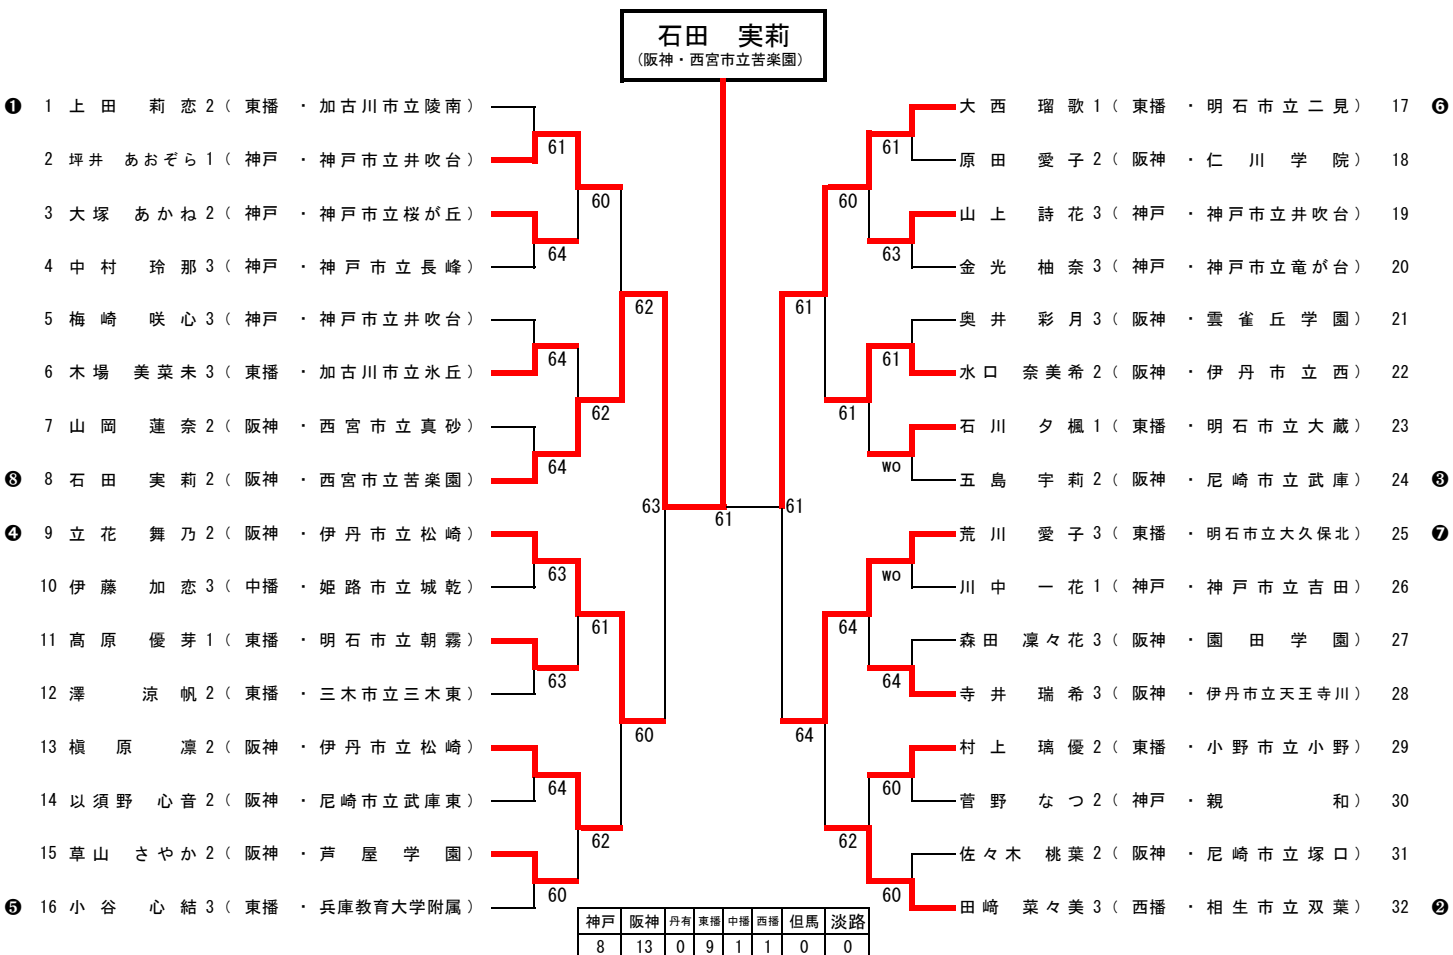 石田 実莉
(阪神・西宮市立苦楽園)
❶ 1 上田 莉恋 2 ( 東播 ・ 加古川市立陵南 )
2 坪井 あおぞら 1 ( 神戸 ・ 神戸市立井吹台 )
3 大塚 あかね 2 ( 神戸 ・ 神戸市立桜が丘 )
4 中村 玲那 3 ( 神戸 ・ 神戸市立長峰 )
5 梅崎 咲心 3 ( 神戸 ・ 神戸市立井吹台 )
6 木場 美菜未 3 ( 東播 ・ 加古川市立氷丘 )
7 山岡 蓮奈 2 ( 阪神 ・ 西宮市立真砂 )
❽ 8 石田 実莉 2 ( 阪神 ・ 西宮市立苦楽園 )
❹ 9 立花 舞乃 2 ( 阪神 ・ 伊丹市立松崎 )
10 伊藤 加恋 3 ( 中播 ・ 姫路市立城乾 )
11 髙原 優芽 1 ( 東播 ・ 明石市立朝霧 )
12 澤 涼帆 2 ( 東播 ・ 三木市立三木東 )
13 槇原 凛 2 ( 阪神 ・ 伊丹市立松崎 )
14 以須野 心音 2 ( 阪神 ・ 尼崎市立武庫東 )
15 草山 さやか 2 ( 阪神 ・ 芦屋学園 )
❺ 16 小谷 心結 3 ( 東播 ・ 兵庫教育大学附属 )
61
64
64
64
63
63
64
60
60
62
61
62
62
60
63
61
61
61
64
60
61
64
62
61
63
61
wo
wo
64
60
60
大西 瑠歌 1 ( 東播 ・ 明石市立二見 ) 17 ❻
原田 愛子 2 ( 阪神 ・ 仁川学院 ) 18
山上 詩花 3 ( 神戸 ・ 神戸市立井吹台 ) 19
金光 柚奈 3 ( 神戸 ・ 神戸市立竜が台 ) 20
奥井 彩月 3 ( 阪神 ・ 雲雀丘学園 ) 21
水口 奈美希 2 ( 阪神 ・ 伊丹市立西 ) 22
石川 夕楓 1 ( 東播 ・ 明石市立大蔵 ) 23
五島 宇莉 2 ( 阪神 ・ 尼崎市立武庫 ) 24 ❸
荒川 愛子 3 ( 東播 ・ 明石市立大久保北 ) 25 ❼
川中 一花 1 ( 神戸 ・ 神戸市立吉田 ) 26
森田 凜々花 3 ( 阪神 ・ 園田学園 ) 27
寺井 瑞希 3 ( 阪神 ・ 伊丹市立天王寺川 ) 28
村上 璃優 2 ( 東播 ・ 小野市立小野 ) 29
菅野 なつ 2 ( 神戸 ・ 親和 ) 30
佐々木 桃葉 2 ( 阪神 ・ 尼崎市立塚口 ) 31
田﨑 菜々美 3 ( 西播 ・ 相生市立双葉 ) 32 ❷
神戸 阪神 丹有 東播 中播 西播 但馬 淡路
8 13 0 9 1 1 0 0